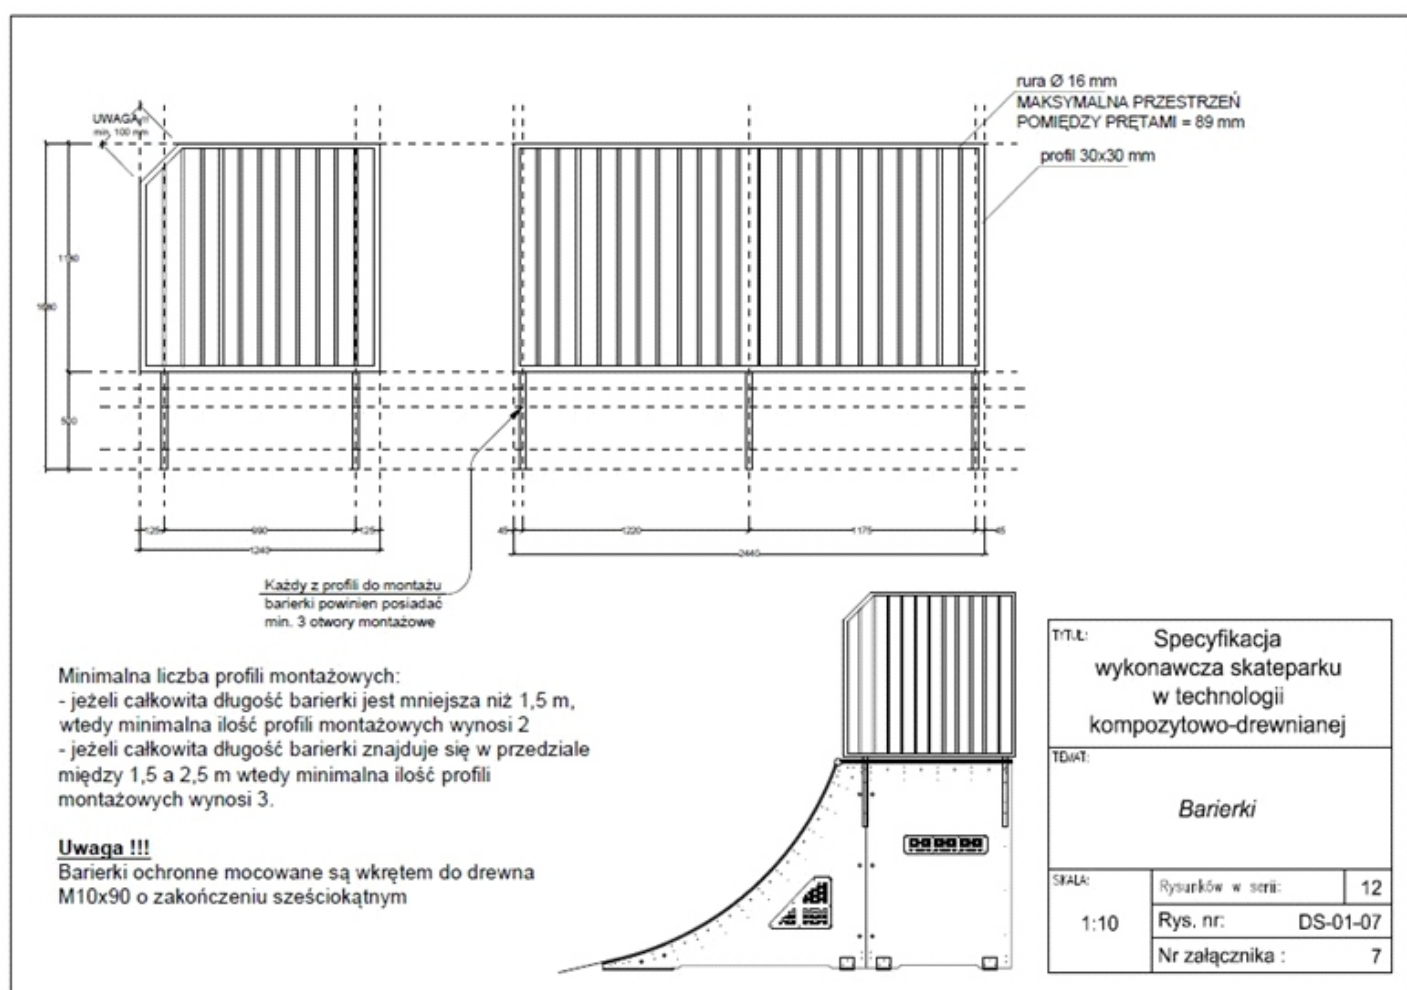 rura Ø 16 mm
MAKSYMALNA PRZESTRZEŃ
POMIĘDZY PRĘTAMI = 89 mm
profil 30x30 mm
UWAGA!!!
min. 100 mm
1180
1680
500
125 990 125
1240
45 1220 1175 45
2440
Każdy z profili do montażu
barierki powinien posiadać
min. 3 otwory montażowe
Minimalna liczba profili montażowych:
- jeżeli całkowita długość barierki jest mniejsza niż 1,5 m,
wtedy minimalna ilość profili montażowych wynosi 2
- jeżeli całkowita długość barierki znajduje się w przedziale
między 1,5 a 2,5 m wtedy minimalna ilość profili
montażowych wynosi 3.
Uwaga !!!
Barierki ochronne mocowane są wkrętem do drewna
M10x90 o zakończeniu sześciokątnym
TYTUŁ:
Specyfikacja
wykonawcza skateparku
w technologii
kompozytowo-drewnianej
TEMAT:
Barierki
SKALA:
1:10
Rysunków w serii: 12
Rys. nr: DS-01-07
Nr załącznika : 7